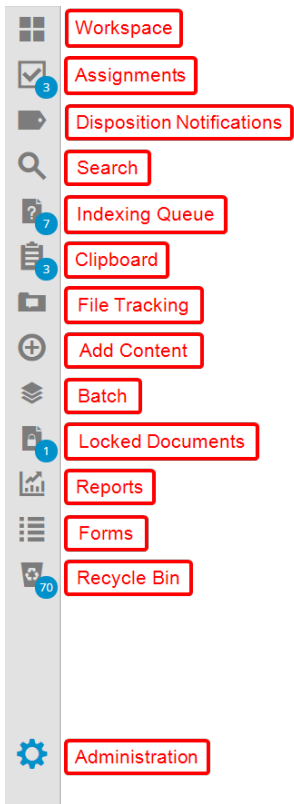 Workspace
Assignments
3
Disposition Notifications
Search
?
Indexing Queue
7
Clipboard
3
File Tracking
Add Content
Batch
Locked Documents
1
Reports
Forms
Recycle Bin
70
Administration